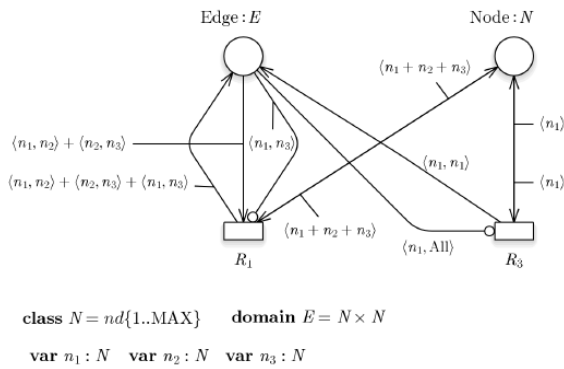 Edge : E
Node : N
⟨n₁ + n₂ + n₃⟩
⟨n₁⟩
⟨n₁, n₂⟩ + ⟨n₂, n₃⟩
⟨n₁, n₃⟩
⟨n₁, n₁⟩
⟨n₁, n₂⟩ + ⟨n₂, n₃⟩ + ⟨n₁, n₃⟩
⟨n₁⟩
⟨n₁ + n₂ + n₃⟩
⟨n₁, All⟩
R₁
R₃
class N = nd{1..MAX} domain E = N × N
var n₁ : N var n₂ : N var n₃ : N